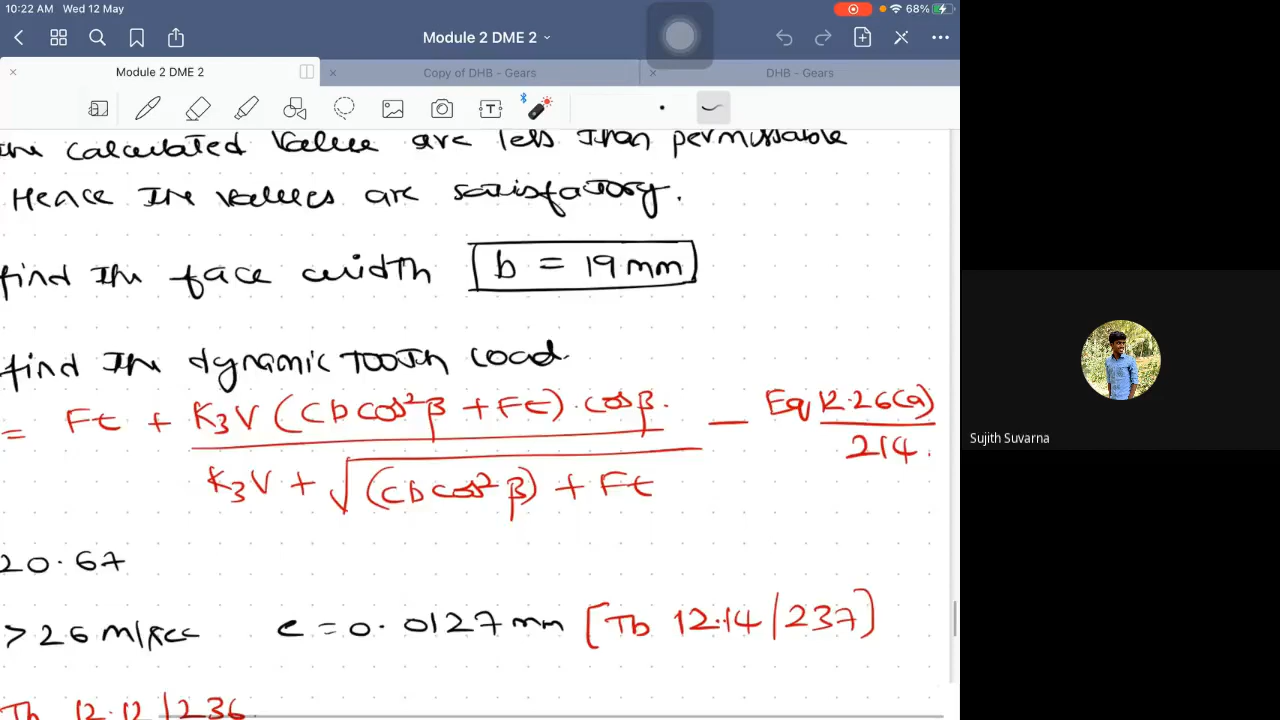 10:22 AM Wed 12 May
68%
Module 2 DME 2
Module 2 DME 2
Copy of DHB - Gears
DHB - Gears
The calculated value are less than permissable
Hence the values are satisfactory.
find the face width b = 19 mm
find the dynamic tooth load.
= Ft + K3V (Cb cos²β + Ft) · cosβ. — Eq 12.26(a)
K3V + √(Cb cos²β) + Ft 214.
20.67
> 26 m/sec e = 0.0127 mm [Tb 12.14/237]
Tb 12.12/236
Sujith Suvarna